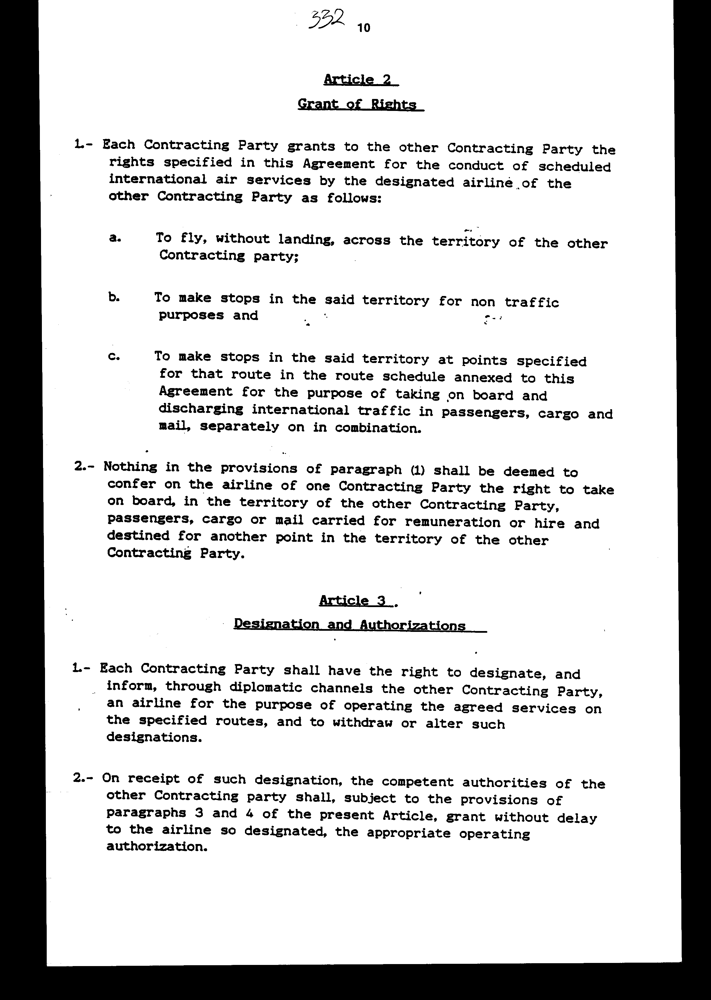 332 10
Article 2
Grant of Rights
1.- Each Contracting Party grants to the other Contracting Party the
rights specified in this Agreement for the conduct of scheduled
international air services by the designated airline of the
other Contracting Party as follows:
a. To fly, without landing, across the territory of the other
Contracting party;
b. To make stops in the said territory for non traffic
purposes and
c. To make stops in the said territory at points specified
for that route in the route schedule annexed to this
Agreement for the purpose of taking on board and
discharging international traffic in passengers, cargo and
mail, separately on in combination.
2.- Nothing in the provisions of paragraph (1) shall be deemed to
confer on the airline of one Contracting Party the right to take
on board, in the territory of the other Contracting Party,
passengers, cargo or mail carried for remuneration or hire and
destined for another point in the territory of the other
Contracting Party.
Article 3
Designation and Authorizations
1.- Each Contracting Party shall have the right to designate, and
inform, through diplomatic channels the other Contracting Party,
an airline for the purpose of operating the agreed services on
the specified routes, and to withdraw or alter such
designations.
2.- On receipt of such designation, the competent authorities of the
other Contracting party shall, subject to the provisions of
paragraphs 3 and 4 of the present Article, grant without delay
to the airline so designated, the appropriate operating
authorization.